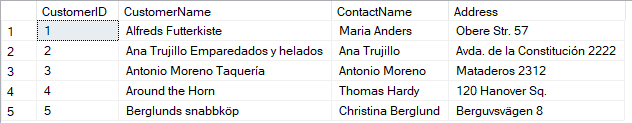 CustomerID CustomerName ContactName Address
1 1 Alfreds Futterkiste Maria Anders Obere Str. 57
2 2 Ana Trujillo Emparedados y helados Ana Trujillo Avda. de la Constitución 2222
3 3 Antonio Moreno Taquería Antonio Moreno Mataderos 2312
4 4 Around the Horn Thomas Hardy 120 Hanover Sq.
5 5 Berglunds snabbköp Christina Berglund Berguvsvägen 8